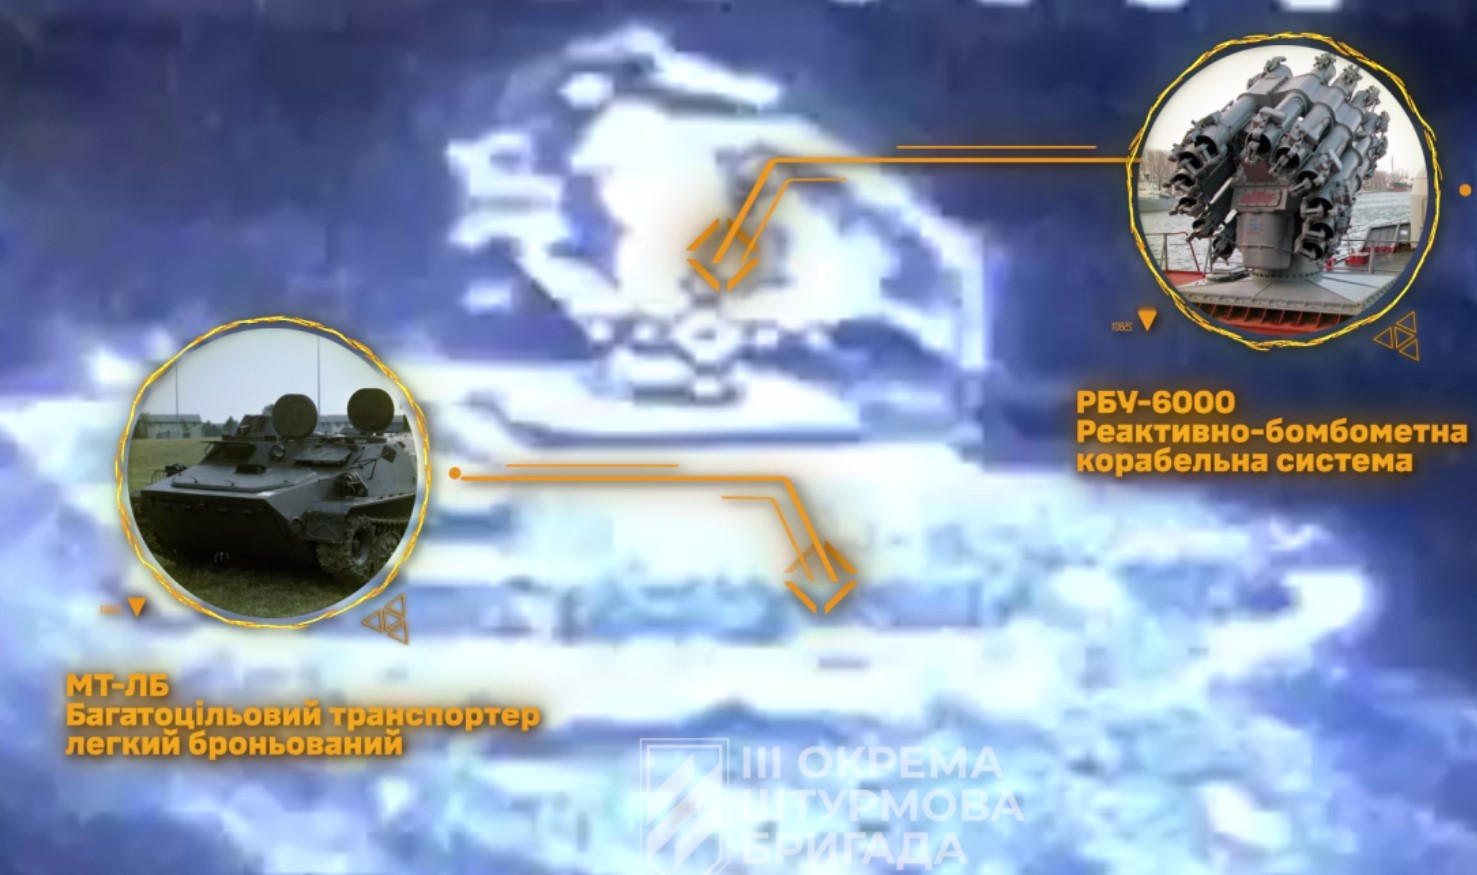 РБУ-6000
Реактивно-бомбометна
корабельна система
МТ-ЛБ
Багатоцільовий транспортер
легкий броньований
ІІІ ОКРЕМА
ШТУРМОВА
БРИГАДА